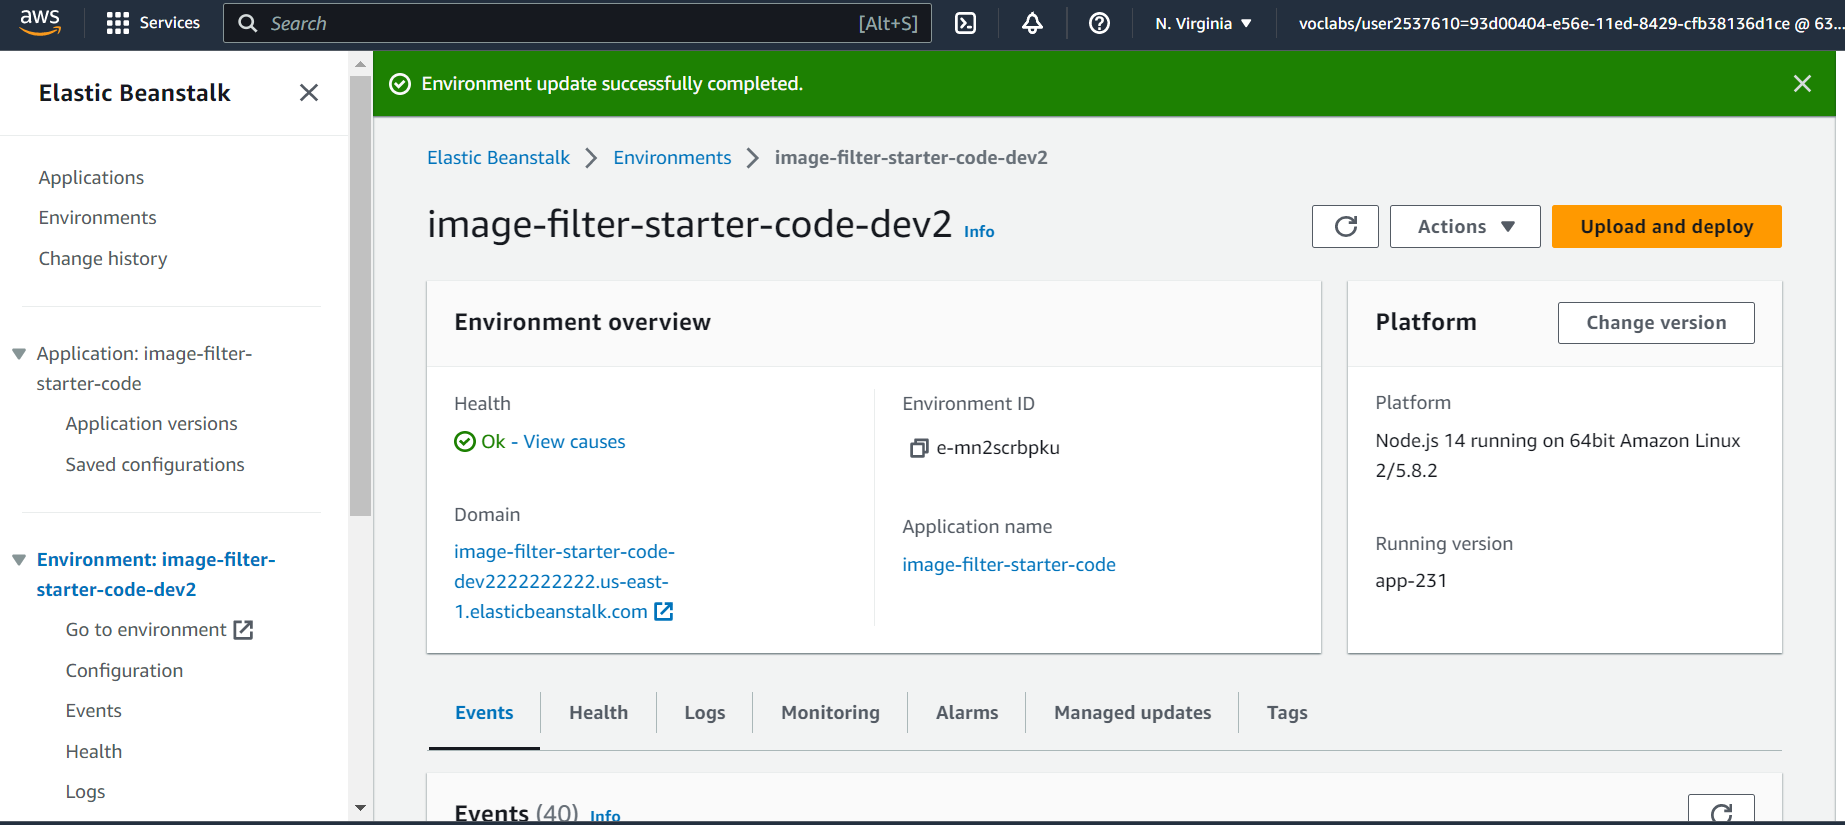 aws
Services
Search
[Alt+S]
N. Virginia
voclabs/user2537610=93d00404-e56e-11ed-8429-cfb38136d1ce @ 63...
Elastic Beanstalk
Applications
Environments
Change history
Application: image-filter-
starter-code
Application versions
Saved configurations
Environment: image-filter-
starter-code-dev2
Go to environment
Configuration
Events
Health
Logs
Environment update successfully completed.
Elastic Beanstalk > Environments > image-filter-starter-code-dev2
image-filter-starter-code-dev2 Info
Actions
Upload and deploy
Environment overview
Health
Ok - View causes
Domain
image-filter-starter-code-
dev2222222222.us-east-
1.elasticbeanstalk.com
Environment ID
e-mn2scrbpku
Application name
image-filter-starter-code
Platform
Change version
Platform
Node.js 14 running on 64bit Amazon Linux
2/5.8.2
Running version
app-231
Events
Health
Logs
Monitoring
Alarms
Managed updates
Tags
Events (40) Info